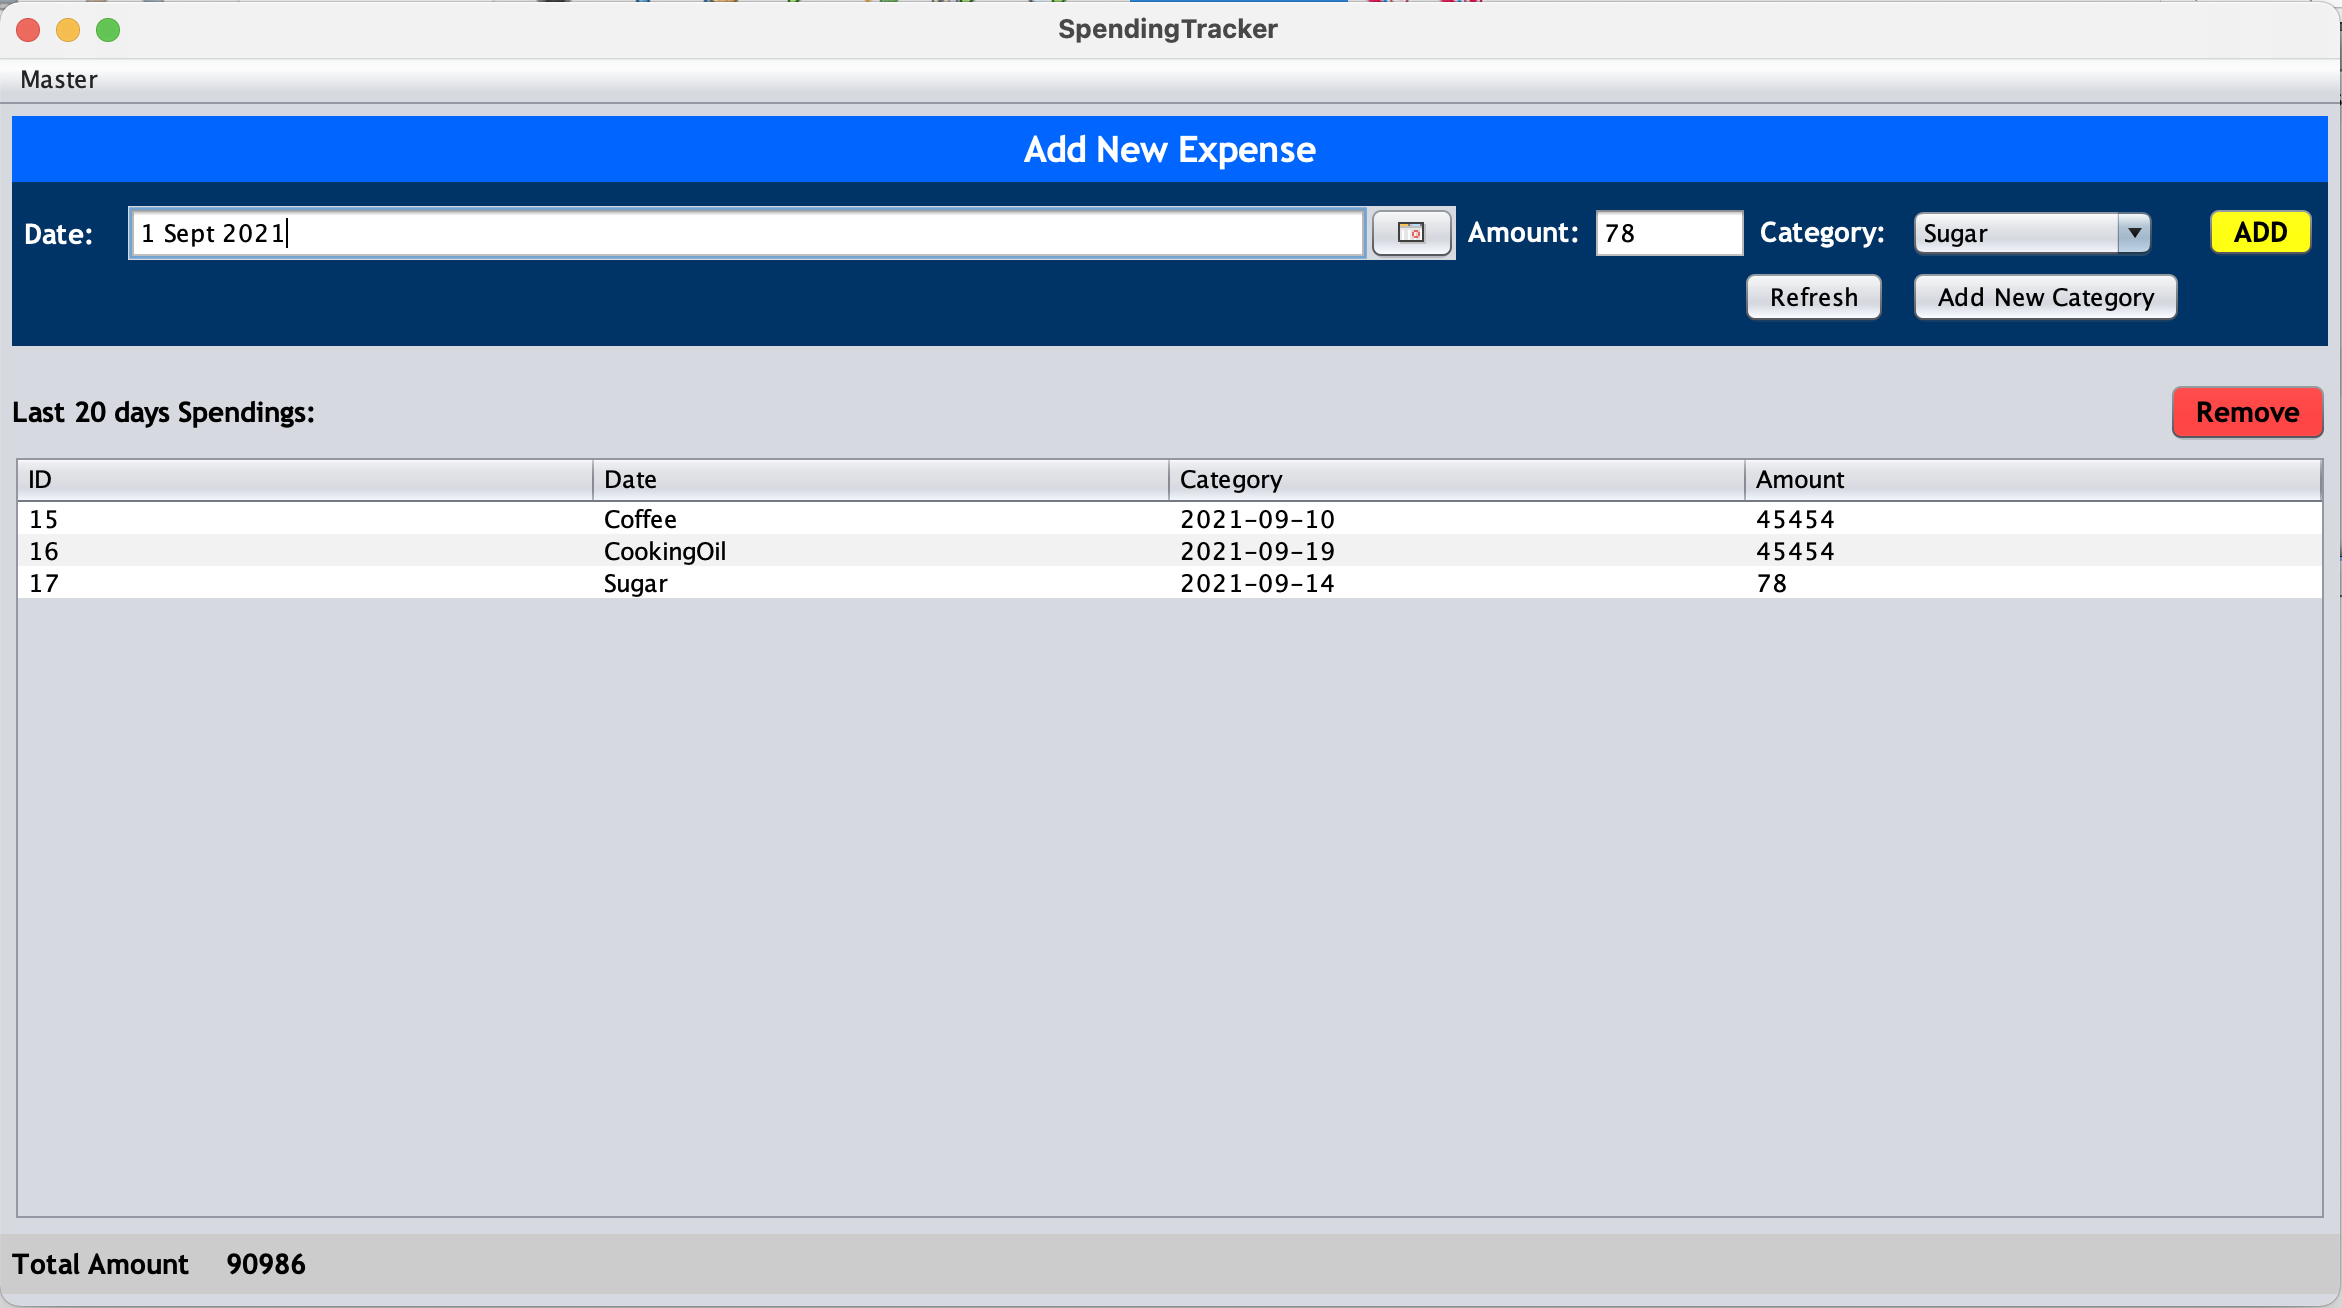 SpendingTracker
Master
Add New Expense
Date: 1 Sept 2021 Amount: 78 Category: Sugar ADD
Refresh Add New Category
Last 20 days Spendings: Remove
ID Date Category Amount
15 Coffee 2021-09-10 45454
16 CookingOil 2021-09-19 45454
17 Sugar 2021-09-14 78
Total Amount 90986